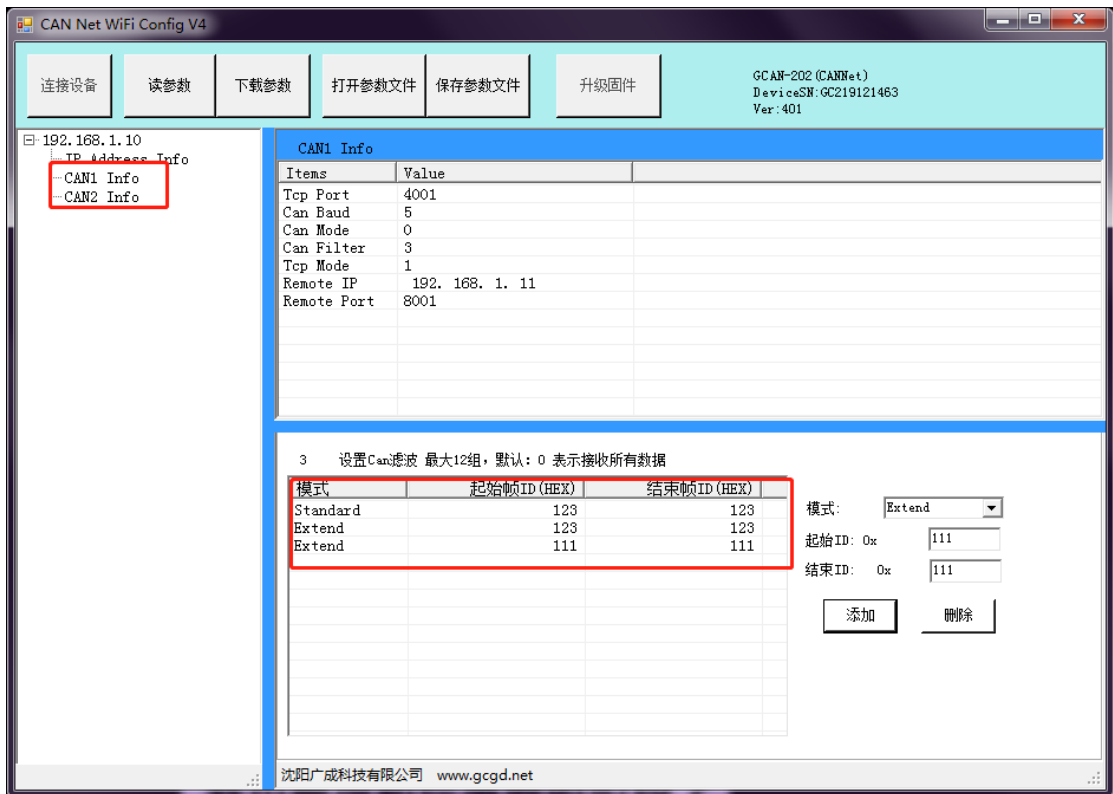 CAN Net WiFi Config V4
连接设备 读参数 下载参数 打开参数文件 保存参数文件 升级固件
GCAN-202(CANNet)
DeviceSN:GC219121463
Ver:401
192.168.1.10
IP Address Info
CAN1 Info
CAN2 Info
CAN1 Info
Items Value
Tcp Port 4001
Can Baud 5
Can Mode 0
Can Filter 3
Tcp Mode 1
Remote IP 192. 168. 1. 11
Remote Port 8001
3 设置Can滤波 最大12组，默认：0 表示接收所有数据
模式 起始帧ID(HEX) 结束帧ID(HEX)
Standard 123 123
Extend 123 123
Extend 111 111
模式: Extend
起始ID: 0x 111
结束ID: 0x 111
添加 删除
沈阳广成科技有限公司 www.gcgd.net